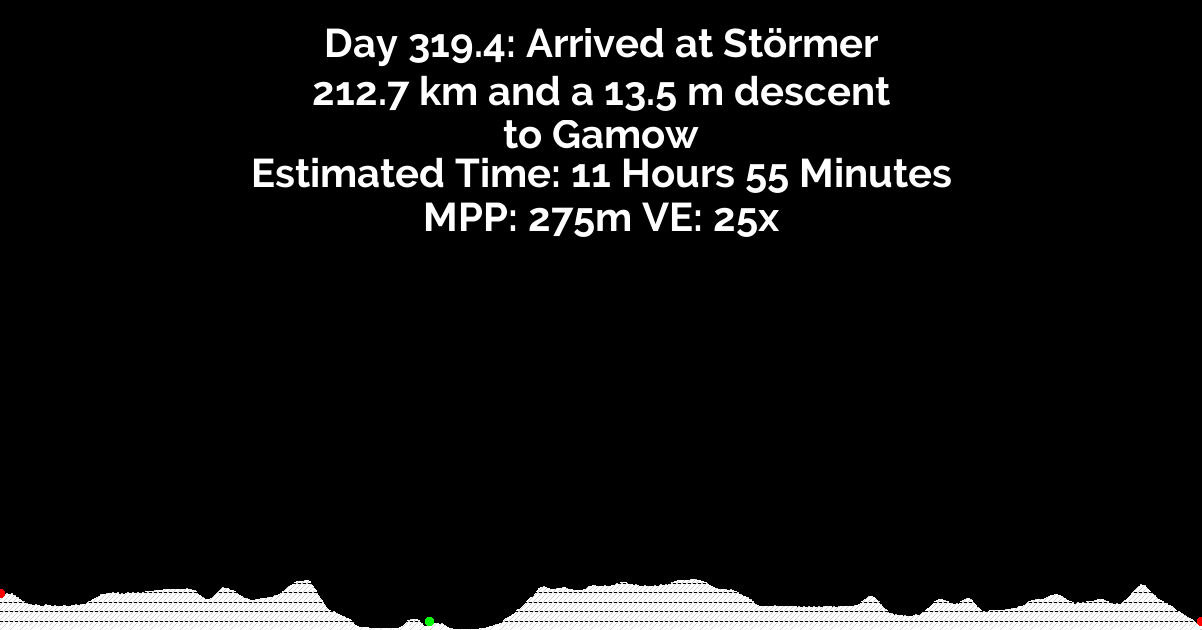 Day 319.4: Arrived at Störmer
212.7 km and a 13.5 m descent
to Gamow
Estimated Time: 11 Hours 55 Minutes
MPP: 275m VE: 25x